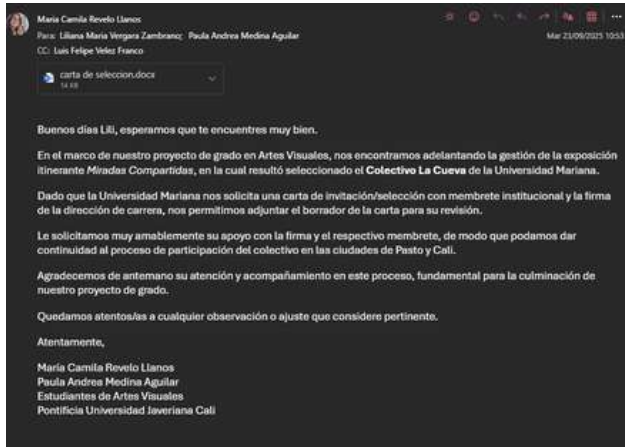 Maria Camila Revelo Llanos
Para: Liliana Maria Vergara Zambrano; Paula Andrea Medina Aguilar
CC: Luis Felipe Velez Franco
Mar 23/09/2025 10:53
carta de seleccion.docx
14 KB
Buenos días Lili, esperamos que te encuentres muy bien.
En el marco de nuestro proyecto de grado en Artes Visuales, nos encontramos adelantando la gestión de la exposición
itinerante Miradas Compartidas, en la cual resultó seleccionado el Colectivo La Cueva de la Universidad Mariana.
Dado que la Universidad Mariana nos solicita una carta de invitación/selección con membrete institucional y la firma
de la dirección de carrera, nos permitimos adjuntar el borrador de la carta para su revisión.
Le solicitamos muy amablemente su apoyo con la firma y el respectivo membrete, de modo que podamos dar
continuidad al proceso de participación del colectivo en las ciudades de Pasto y Cali.
Agradecemos de antemano su atención y acompañamiento en este proceso, fundamental para la culminación de
nuestro proyecto de grado.
Quedamos atentos/as a cualquier observación o ajuste que considere pertinente.
Atentamente,
María Camila Revelo Llanos
Paula Andrea Medina Aguilar
Estudiantes de Artes Visuales
Pontificia Universidad Javeriana Cali